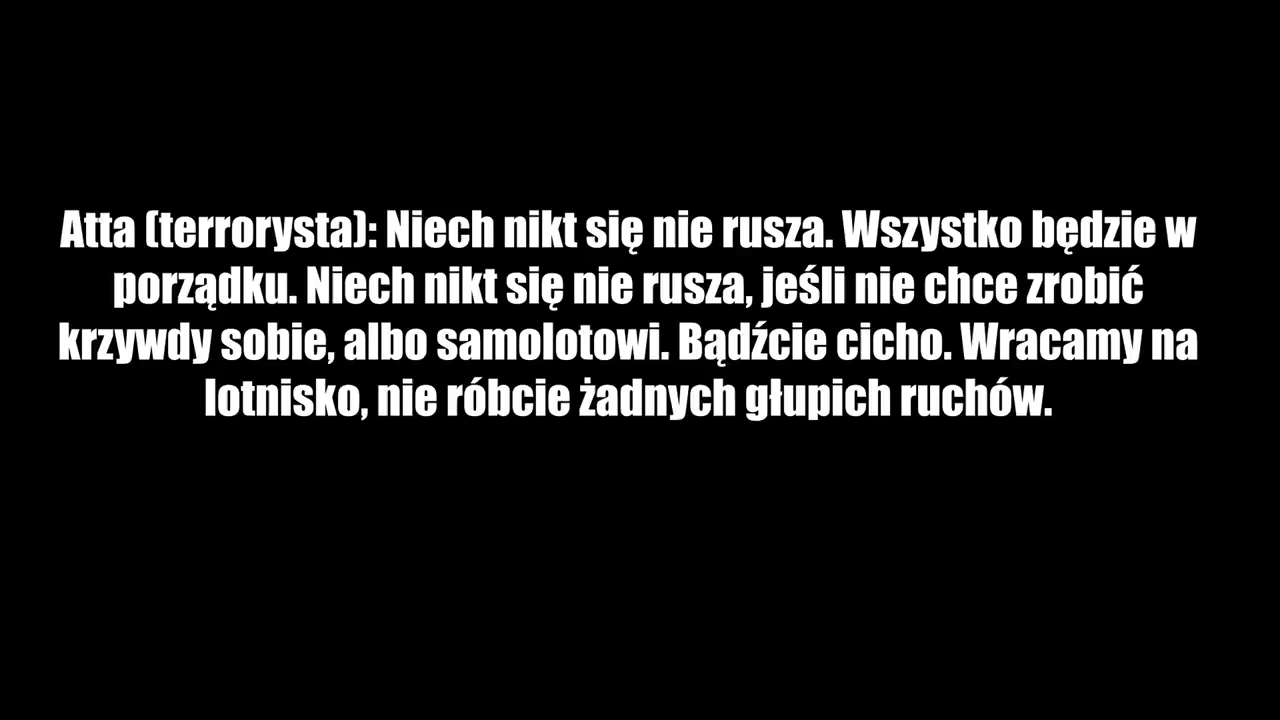 Atta (terrorysta): Niech nikt się nie rusza. Wszystko będzie w
porządku. Niech nikt się nie rusza, jeśli nie chce zrobić
krzywdy sobie, albo samolotowi. Bądźcie cicho. Wracamy na
lotnisko, nie róbcie żadnych głupich ruchów.